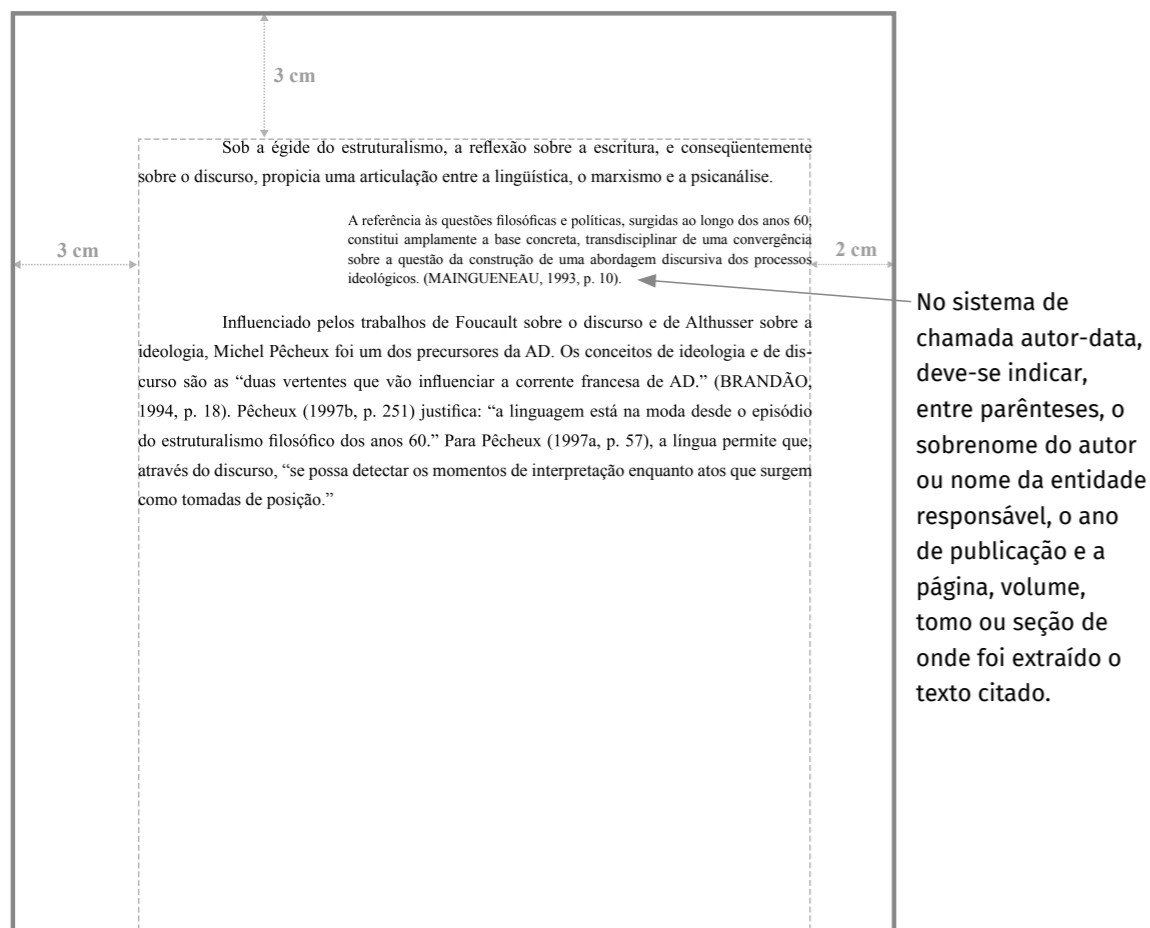 3 cm
Sob a égide do estruturalismo, a reflexão sobre a escritura, e conseqüentemente
sobre o discurso, propicia uma articulação entre a lingüística, o marxismo e a psicanálise.
A referência às questões filosóficas e políticas, surgidas ao longo dos anos 60,
constitui amplamente a base concreta, transdisciplinar de uma convergência
sobre a questão da construção de uma abordagem discursiva dos processos
ideológicos. (MAINGUENEAU, 1993, p. 10).
3 cm
2 cm
Influenciado pelos trabalhos de Foucault sobre o discurso e de Althusser sobre a
ideologia, Michel Pêcheux foi um dos precursores da AD. Os conceitos de ideologia e de dis-
curso são as “duas vertentes que vão influenciar a corrente francesa de AD.” (BRANDÃO,
1994, p. 18). Pêcheux (1997b, p. 251) justifica: “a linguagem está na moda desde o episódio
do estruturalismo filosófico dos anos 60.” Para Pêcheux (1997a, p. 57), a língua permite que,
através do discurso, “se possa detectar os momentos de interpretação enquanto atos que surgem
como tomadas de posição.”
No sistema de
chamada autor-data,
deve-se indicar,
entre parênteses, o
sobrenome do autor
ou nome da entidade
responsável, o ano
de publicação e a
página, volume,
tomo ou seção de
onde foi extraído o
texto citado.